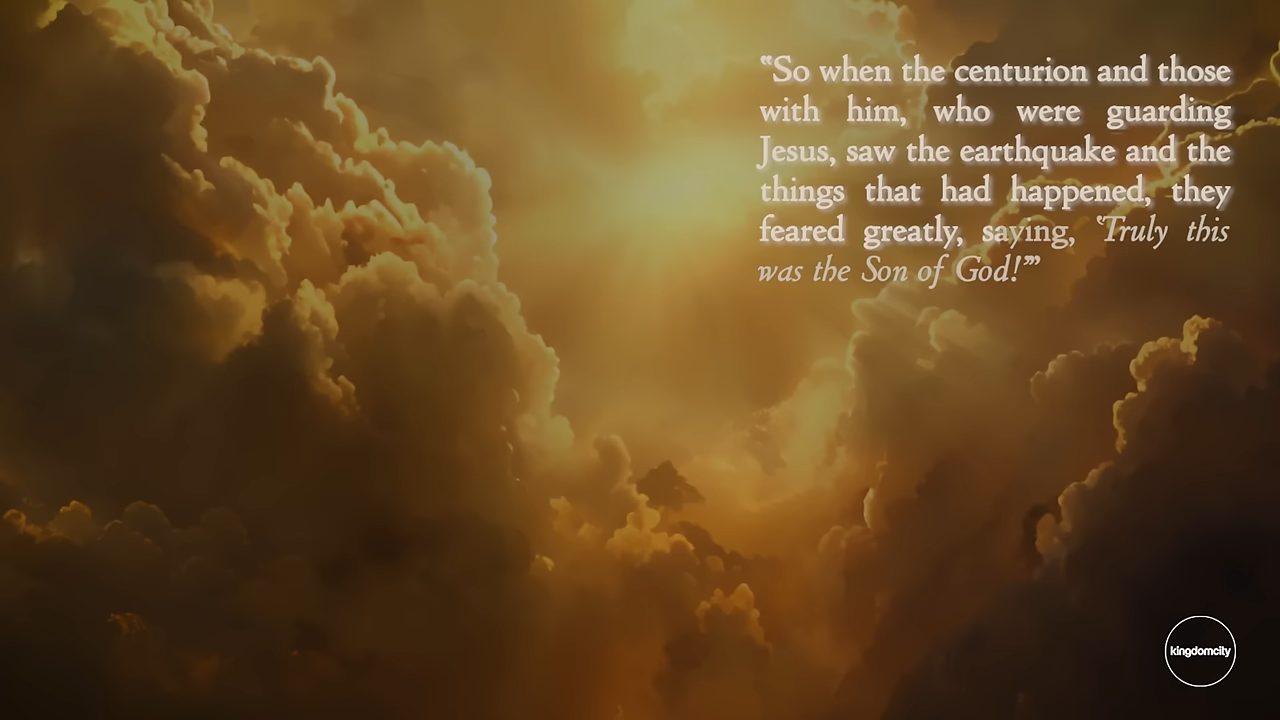 “So when the centurion and those
with him, who were guarding
Jesus, saw the earthquake and the
things that had happened, they
feared greatly, saying, ‘Truly this
was the Son of God!’”
kingdomcity